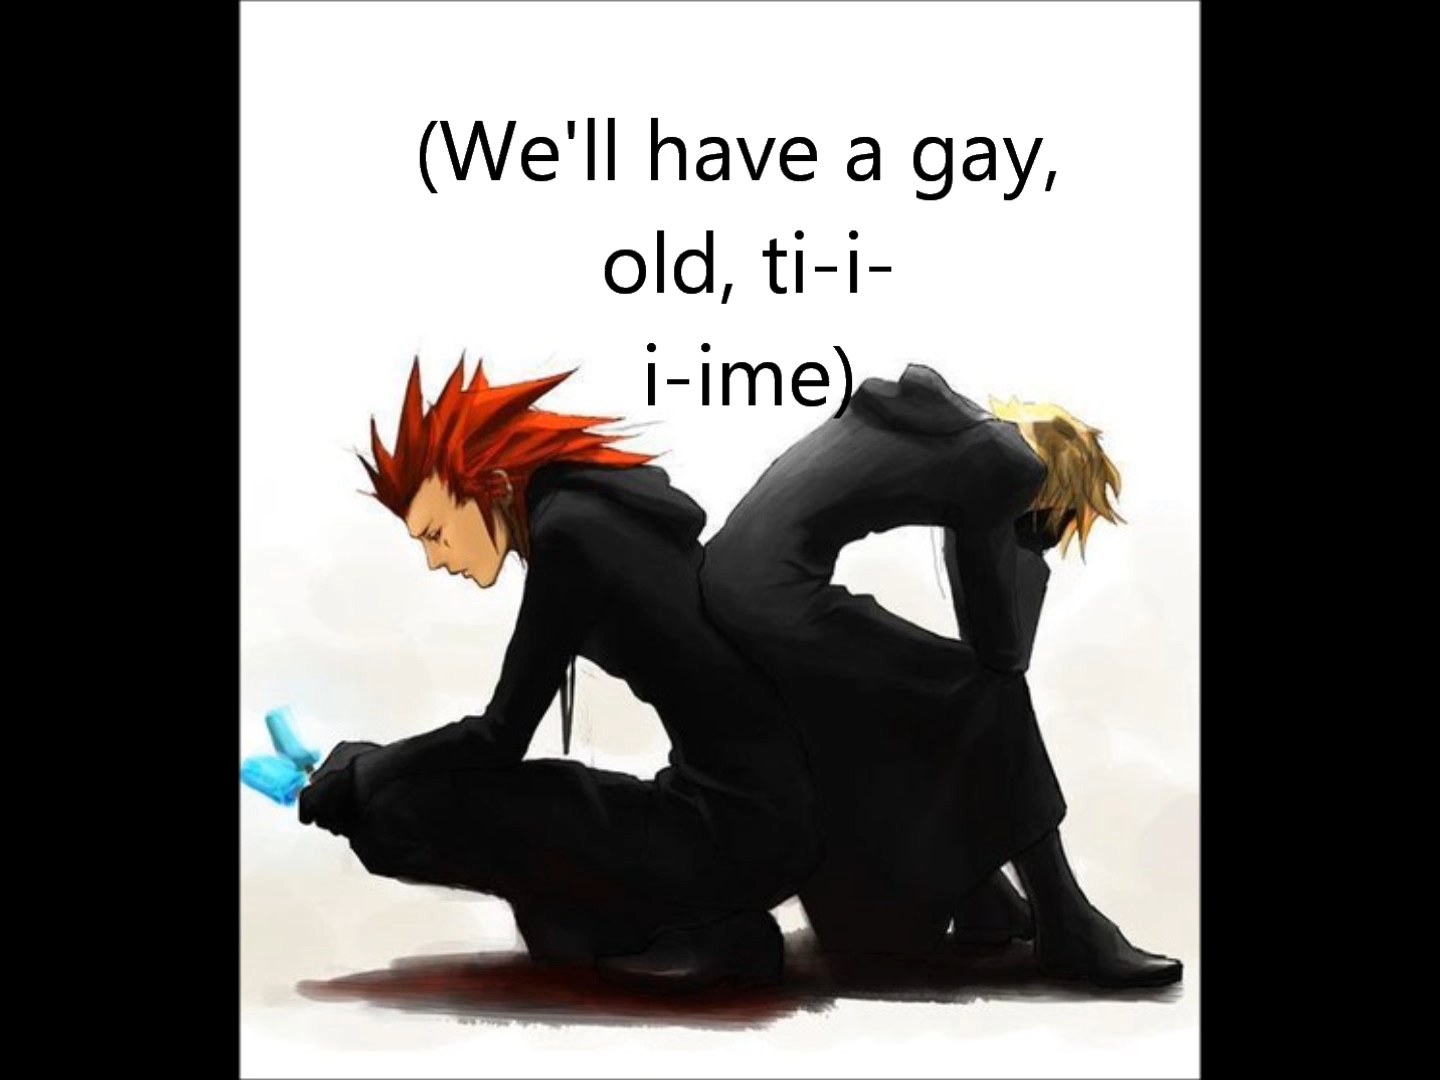 (We'll have a gay,
old, ti-i-
i-ime)